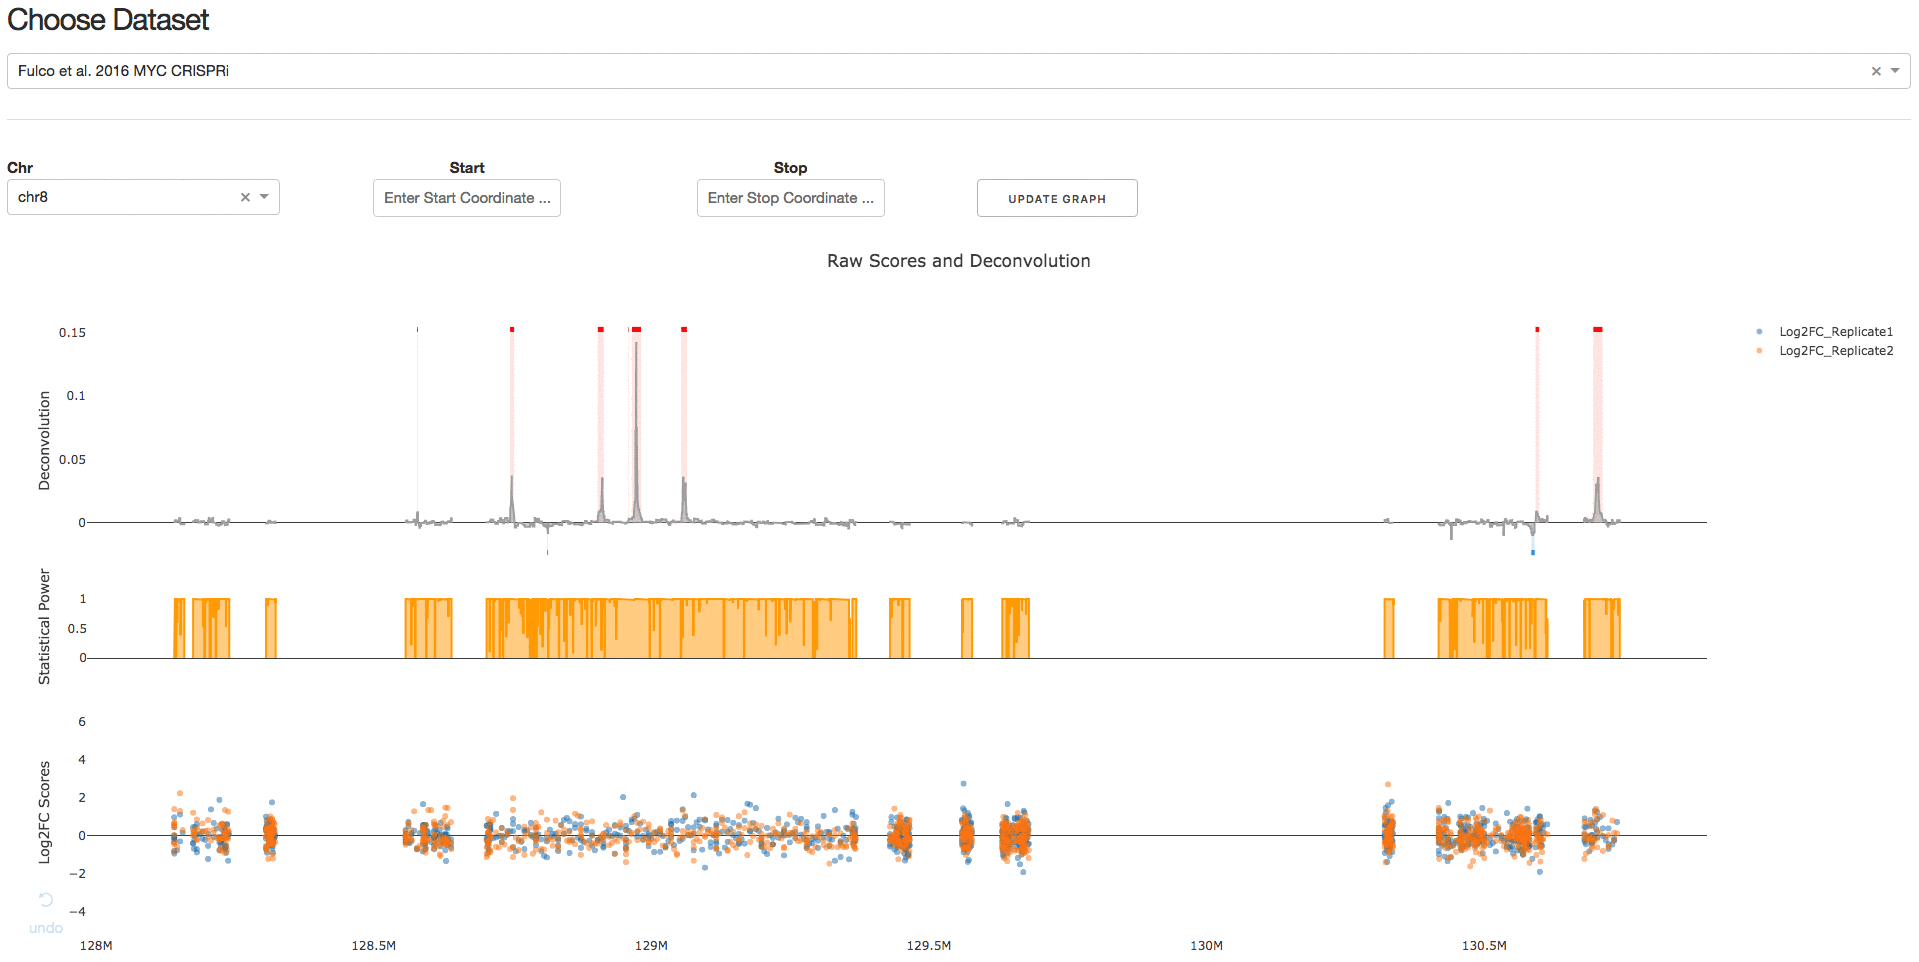 Choose Dataset
Fulco et al. 2016 MYC CRISPRi
Chr
Start
Stop
chr8
Enter Start Coordinate ...
Enter Stop Coordinate ...
UPDATE GRAPH
Raw Scores and Deconvolution
Log2FC_Replicate1
Log2FC_Replicate2
Deconvolution
0.15
0.1
0.05
0
Statistical Power
1
0.5
0
Log2FC Scores
6
4
2
0
−2
−4
undo
128M
128.5M
129M
129.5M
130M
130.5M